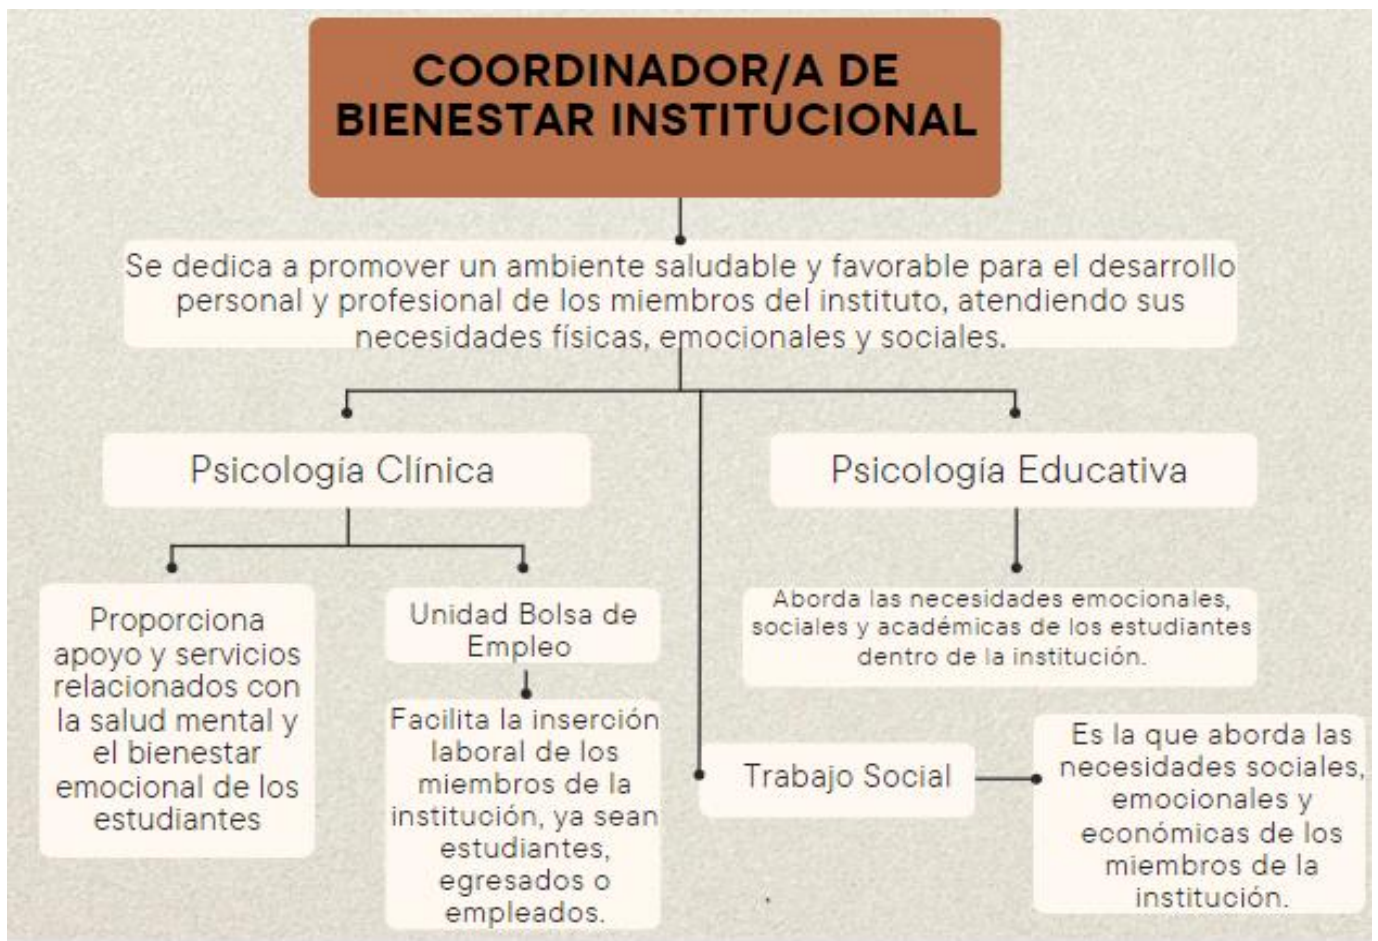 COORDINADOR/A DE
BIENESTAR INSTITUCIONAL
Se dedica a promover un ambiente saludable y favorable para el desarrollo
personal y profesional de los miembros del instituto, atendiendo sus
necesidades físicas, emocionales y sociales.
Psicología Clínica
Psicología Educativa
Proporciona
apoyo y servicios
relacionados con
la salud mental y
el bienestar
emocional de los
estudiantes
Unidad Bolsa de
Empleo
Facilita la inserción
laboral de los
miembros de la
institución, ya sean
estudiantes,
egresados o
empleados.
Aborda las necesidades emocionales,
sociales y académicas de los estudiantes
dentro de la institución.
Trabajo Social
Es la que aborda las
necesidades sociales,
emocionales y
económicas de los
miembros de la
institución.